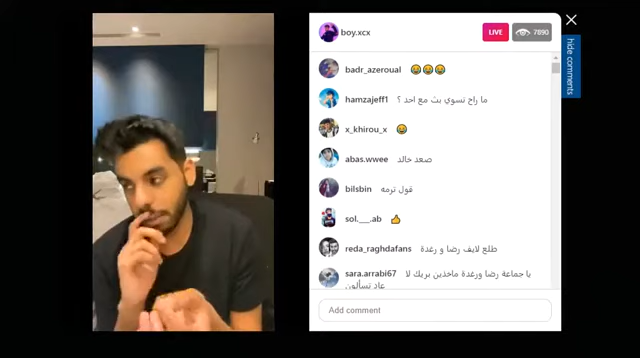 boy.xcx
LIVE
7890
hide comments
badr_azeroual 😂😂😂
hamzajeff1 ما راح تسوي بث مع احد ؟
x_khirou_x 😂
abas.wwee صعد خالد
bilsbin قول ترمه
sol.___.ab 👍
reda_raghdafans طلع لايف رضا و رغدة
sara.arrabi67 يا جماعة رضا ورغدة ماخذين بريك لا
عاد تسألون
Add comment